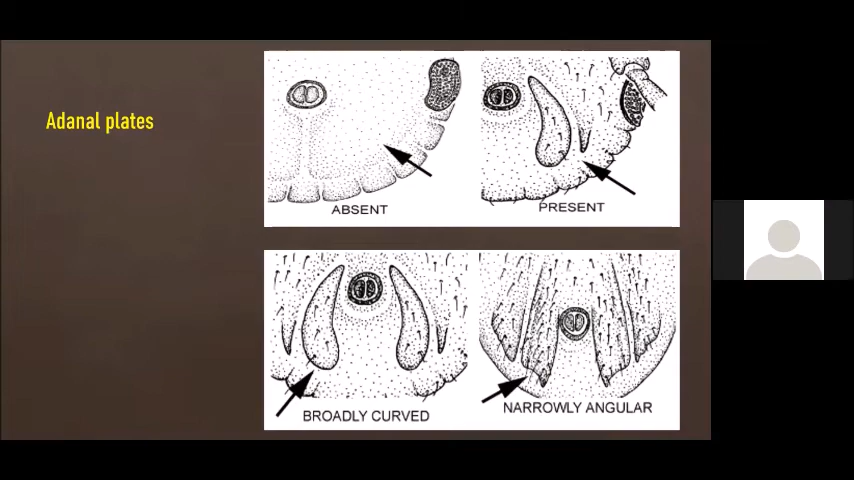 Adanal plates
ABSENT
PRESENT
BROADLY CURVED
NARROWLY ANGULAR